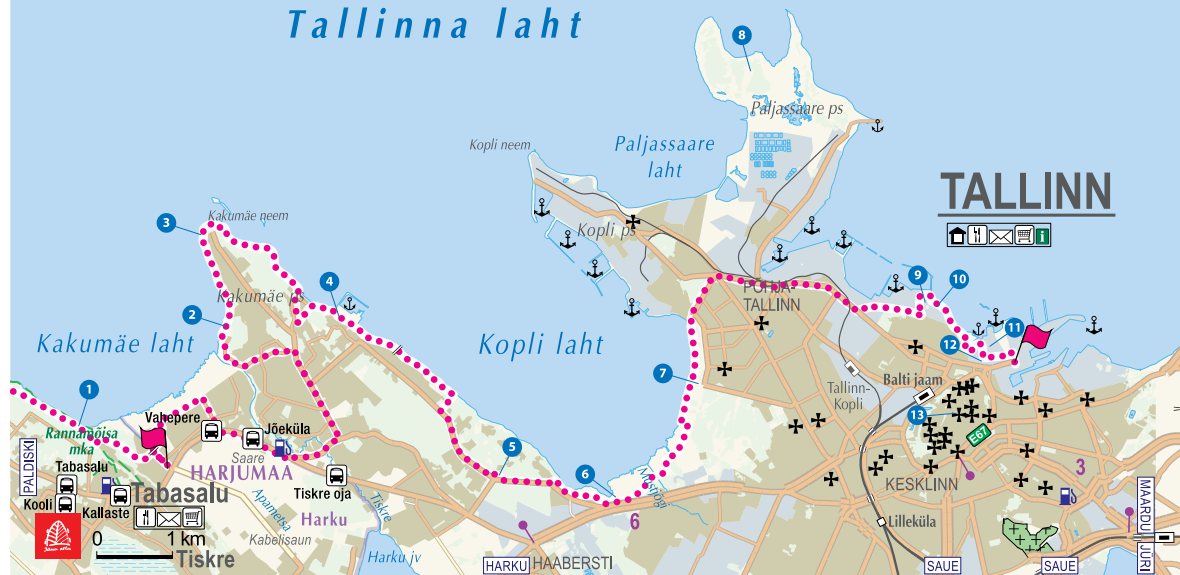 Tallinna laht
8
Paljassaare ps
Kopli neem
Paljassaare
laht
TALLINN
i
3
Kakumäe neem
Kopli ps
4
Kakumäe ps
PÕHJA-
TALLINN
9
10
2
11
Kakumäe laht
Kopli laht
12
7
Balti jaam
Tallinn-
Kopli
1
Vahepere
13
Rannamõisa
mka
Jõeküla
Saare
E67
PALDISKI
HARJUMAA
5
6
Mustjõgi
3
Tabasalu
Tiskre oja
KESKLINN
Kooli
Kallaste
Tabasalu
Apametsa
Harku
Tiskre
6
Lilleküla
MAARDU
JÜRI
0
1 km
Kabelisaun
Tiskre
Harku jv
HARKU
HAABERSTI
SAUE
SAUE